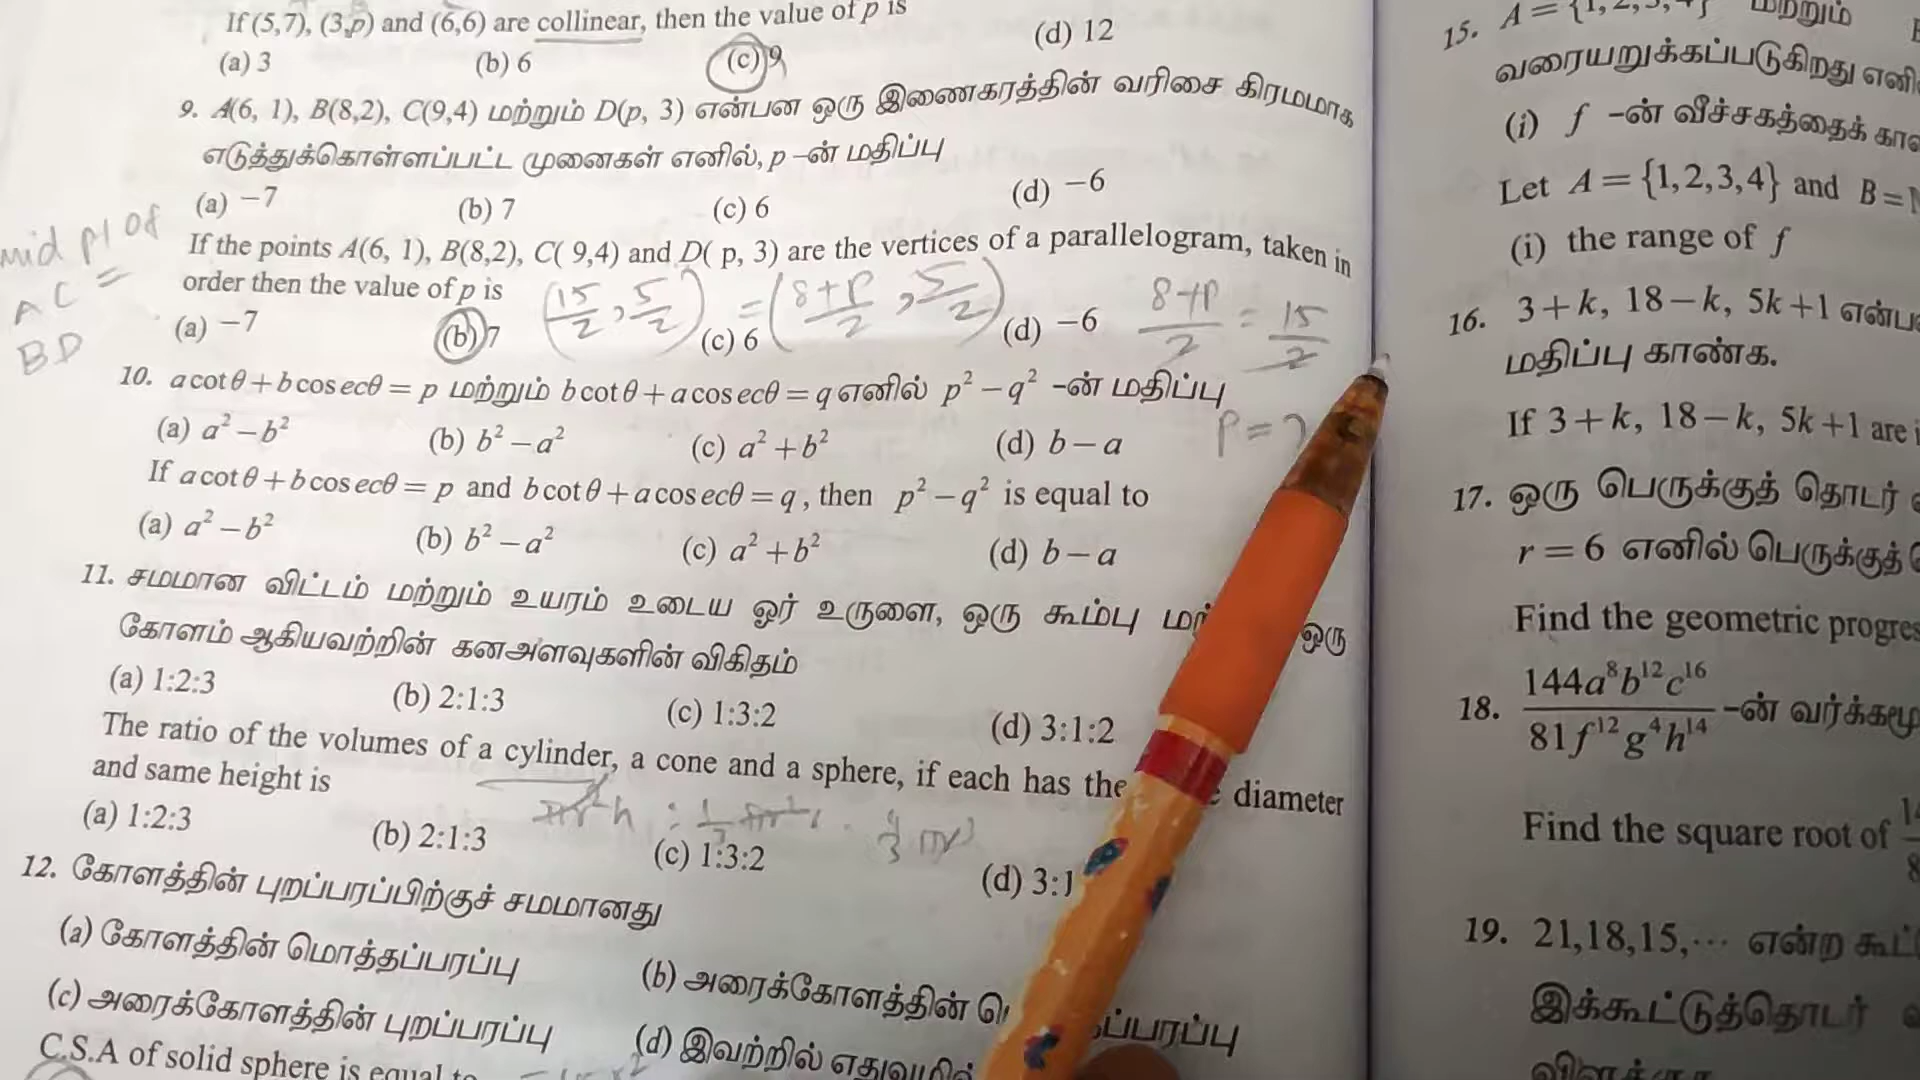 If (5,7), (3,p) and (6,6) are collinear, then the value of p is
(a) 3 (b) 6 (c) 9 (d) 12
9. A(6, 1), B(8,2), C(9,4) மற்றும் D(p, 3) என்பன ஒரு இணைகரத்தின் வரிசை கிரமமாக
எடுத்துக்கொள்ளப்பட்ட முனைகள் எனில், p -ன் மதிப்பு
(a) −7 (b) 7 (c) 6 (d) −6
If the points A(6, 1), B(8,2), C( 9,4) and D( p, 3) are the vertices of a parallelogram, taken in
order then the value of p is
(a) −7 (b) 7 (c) 6 (d) −6
mid pt of
AC =
BD
(15/2, 5/2) = (8+P/2, 5/2)
8+P/2 = 15/2
P=7
10. a cot θ + b cosec θ = p மற்றும் b cot θ + a cosec θ = q எனில் p² − q² -ன் மதிப்பு
(a) a² − b² (b) b² − a² (c) a² + b² (d) b − a
If a cot θ + b cosec θ = p and b cot θ + a cosec θ = q, then p² − q² is equal to
(a) a² − b² (b) b² − a² (c) a² + b² (d) b − a
11. சமமான விட்டம் மற்றும் உயரம் உடைய ஓர் உருளை, ஒரு கூம்பு ஒரு
கோளம் ஆகியவற்றின் கனஅளவுகளின் விகிதம்
(a) 1:2:3 (b) 2:1:3 (c) 1:3:2 (d) 3:1:2
The ratio of the volumes of a cylinder, a cone and a sphere, if each has the diameter
and same height is
(a) 1:2:3 (b) 2:1:3 (c) 1:3:2 (d) 3:1
12. கோளத்தின் புறப்பரப்பிற்குச் சமமானது
(a) கோளத்தின் மொத்தப்பரப்பு (b) அரைக்கோளத்தின்
(c) அரைக்கோளத்தின் புறப்பரப்பு (d) இவற்றில்
C.S.A of solid sphere is equal to
15. A = {1,2,3,4} மற்றும்
வரையறுக்கப்படுகிறது
(i) f -ன் வீச்சகத்தைக்
Let A = {1,2,3,4} and B =
(i) the range of f
16. 3 + k, 18 − k, 5k + 1
மதிப்பு காண்க.
If 3 + k, 18 − k, 5k + 1 are
17. ஒரு பெருக்குத் தொடர்
r = 6 எனில் பெருக்குத்
Find the geometric
18. 144a⁸b¹²c¹⁶/81f¹²g⁴h¹⁴ -ன்
Find the square root of
19. 21,18,15,⋯ என்ற
இக்கூட்டுத்தொடர்